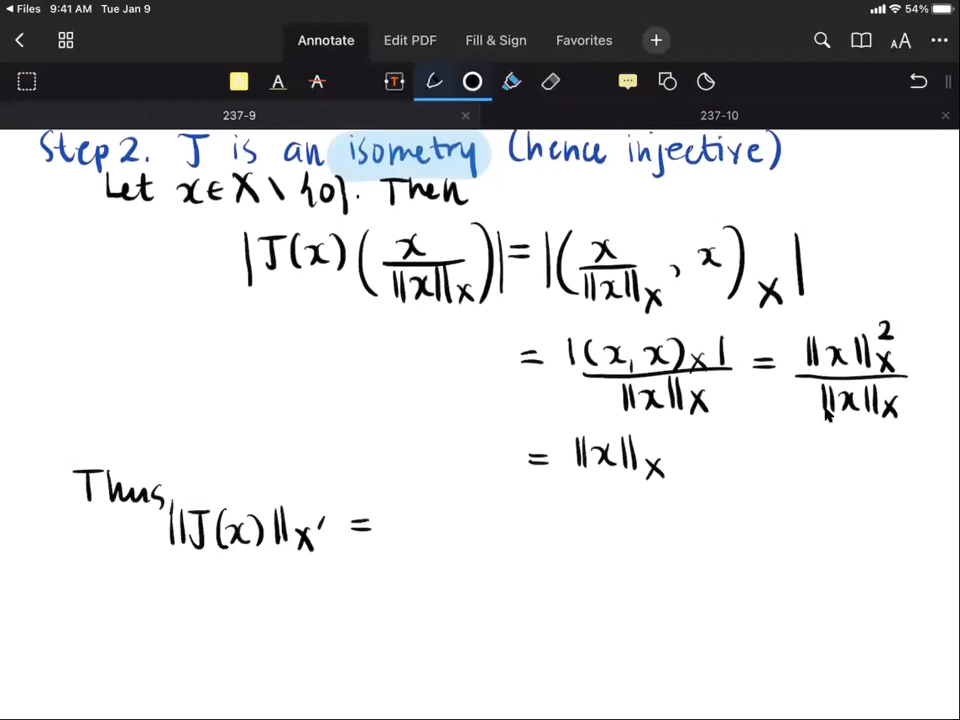 Files 9:41 AM Tue Jan 9 54%
Annotate Edit PDF Fill & Sign Favorites
237-9 237-10
Step 2. J is an isometry (hence injective)
Let x ∈ X \ {0}. Then
|J(x)(x/‖x‖_X)| = |(x/‖x‖_X, x)_X|
= |(x, x)_X|/‖x‖_X = ‖x‖_X^2/‖x‖_X
= ‖x‖_X
Thus,
‖J(x)‖_X' =